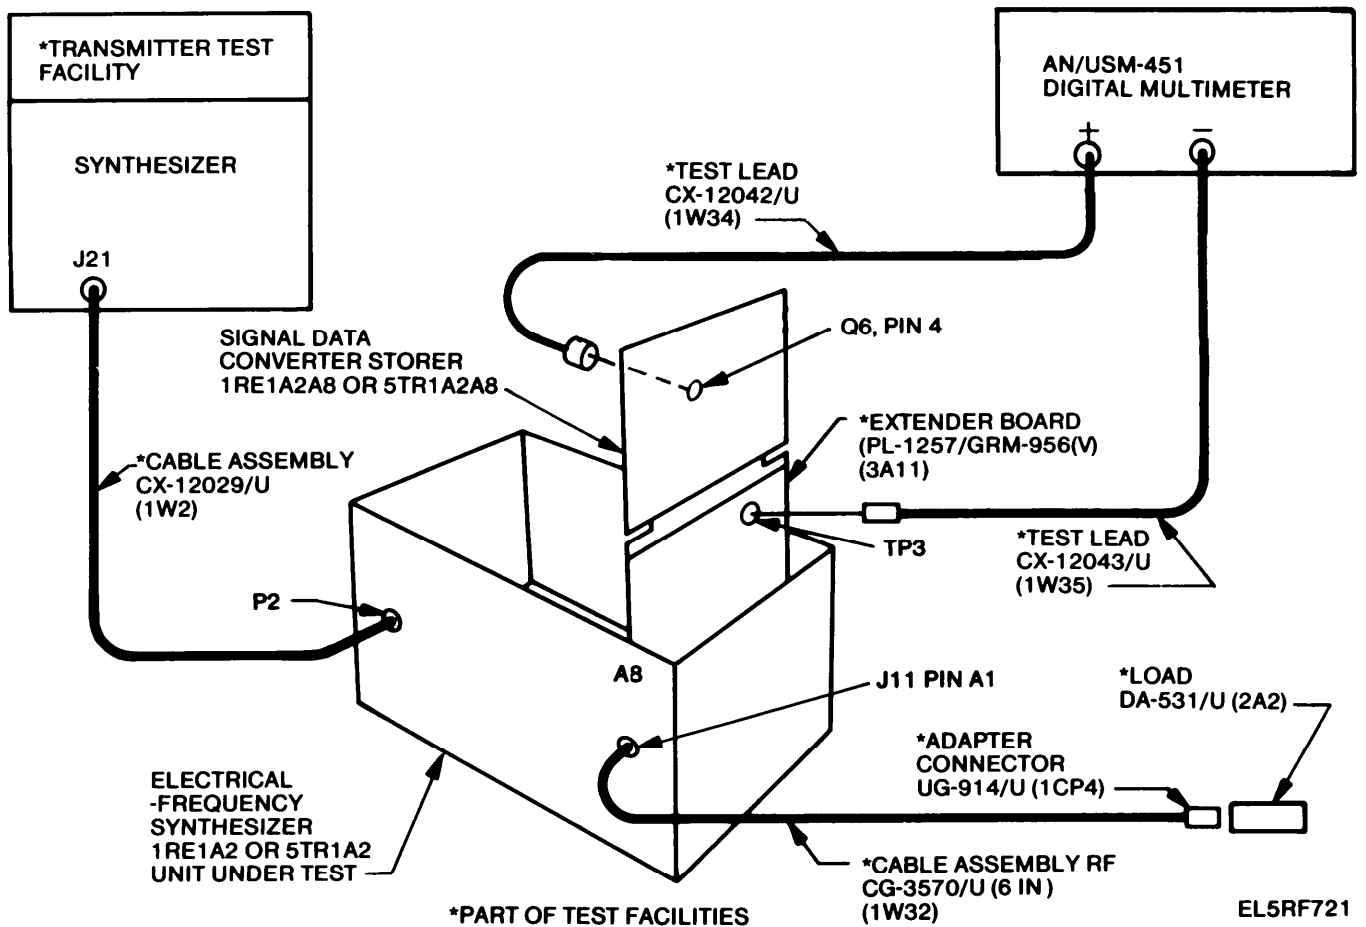 *TRANSMITTER TEST
FACILITY
SYNTHESIZER
J21
AN/USM-451
DIGITAL MULTIMETER
+
−
*TEST LEAD
CX-12042/U
(1W34)
SIGNAL DATA
CONVERTER STORER
1RE1A2A8 OR 5TR1A2A8
Q6, PIN 4
*EXTENDER BOARD
(PL-1257/GRM-956(V)
(3A11)
*CABLE ASSEMBLY
CX-12029/U
(1W2)
TP3
*TEST LEAD
CX-12043/U
(1W35)
P2
A8
J11 PIN A1
*LOAD
DA-531/U (2A2)
*ADAPTER
CONNECTOR
UG-914/U (1CP4)
ELECTRICAL
-FREQUENCY
SYNTHESIZER
1RE1A2 OR 5TR1A2
UNIT UNDER TEST
*CABLE ASSEMBLY RF
CG-3570/U (6 IN )
(1W32)
*PART OF TEST FACILITIES
EL5RF721